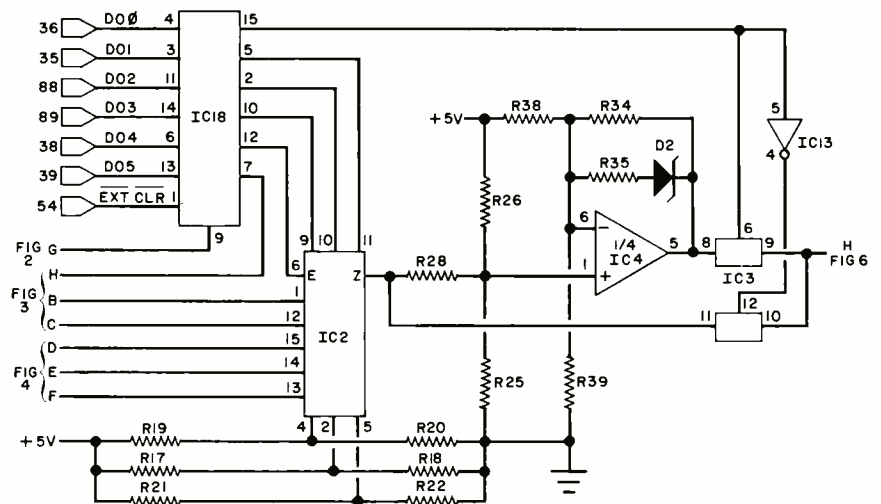 36 DOØ 4 15
35 DO1 3 5
88 DO2 11 2
89 DO3 14 10
38 DO4 6 12
39 DO5 13 7
54 EXT CLR 1
IC18
9
FIG 2 G
FIG 3 H B C
FIG 4 D E F
9 10 11
6 E Z
1
12
15
14
13
IC2
4 2 5
+5V
R19 R20
R17 R18
R21 R22
+5V R38 R34
R35 D2
R26
R28
R25
R39
6 −
1 +
1/4 IC4
5
8 6 9
IC3
5
IC13
4
12
11 10
H
FIG 6